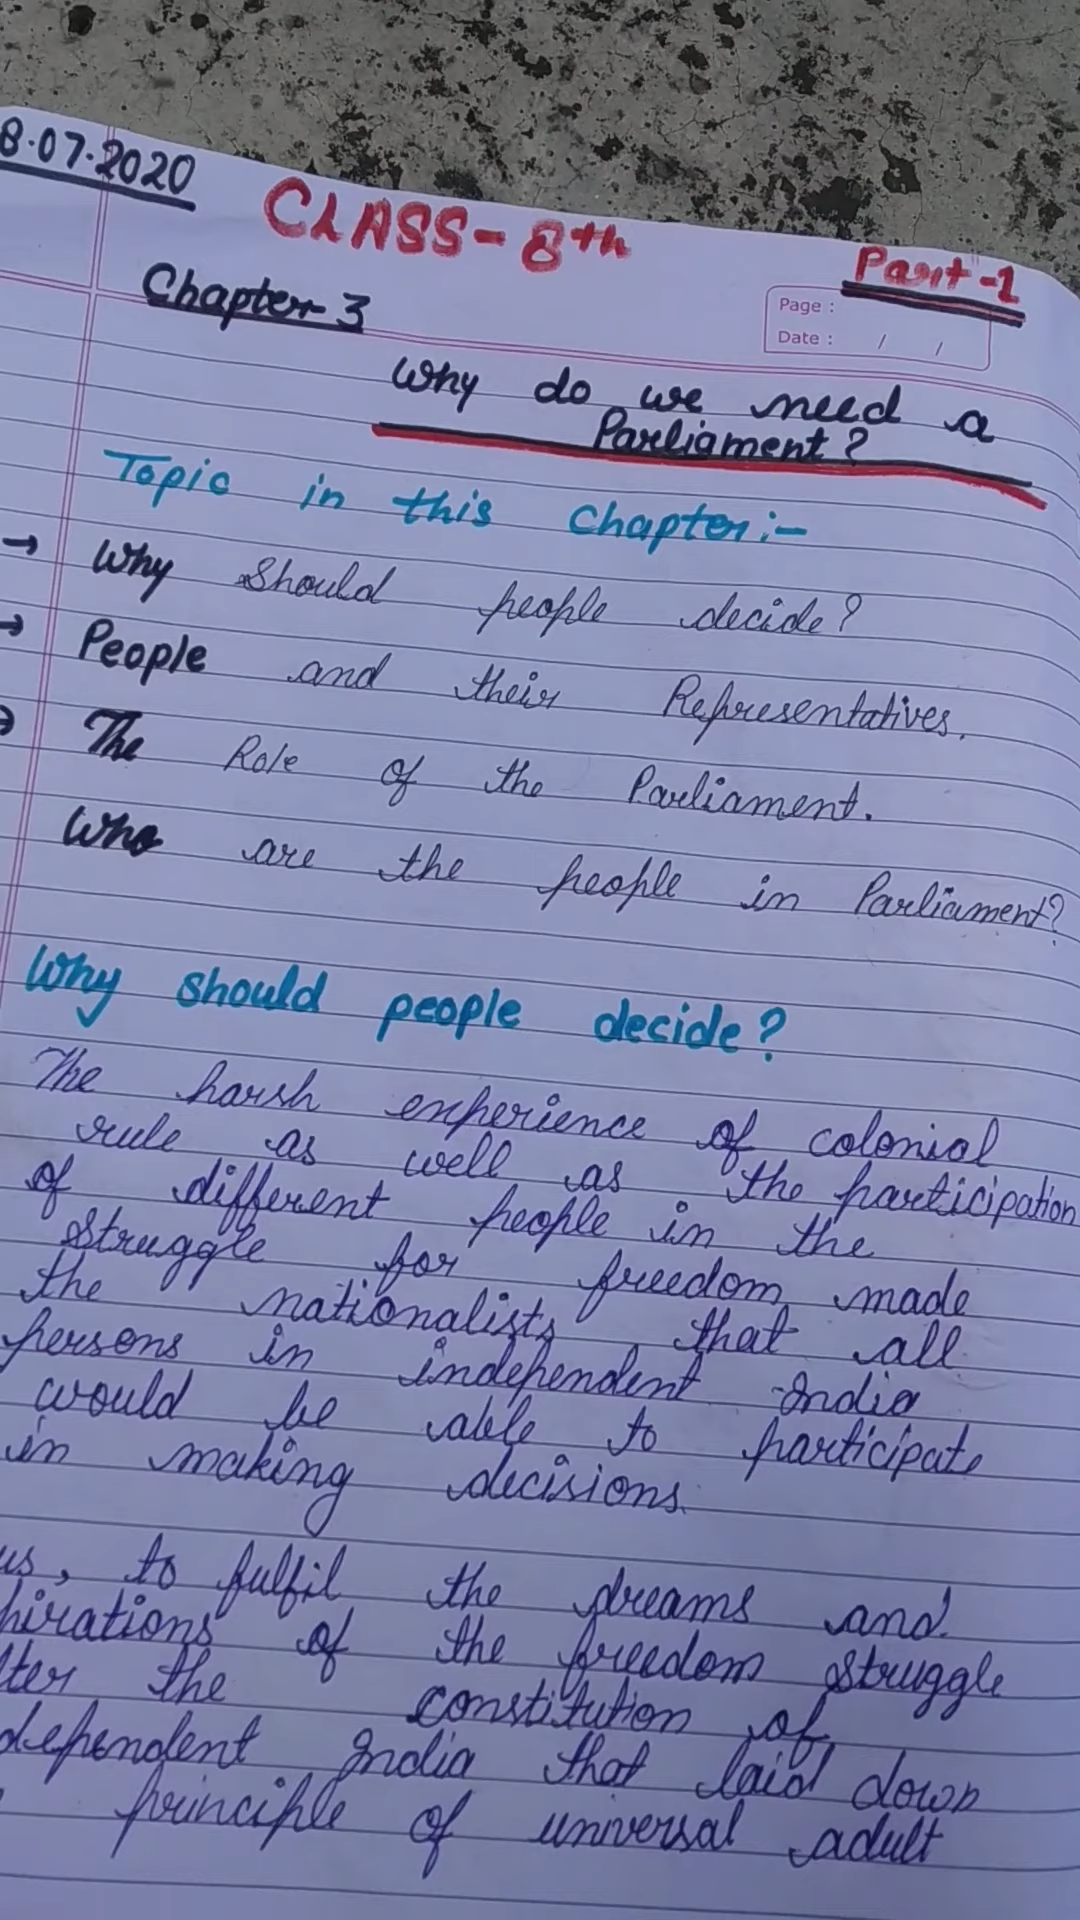 8.07.2020
CLASS-8th
Part-1
Chapter-3
Page :
Date : / /
Why do we need a
Parliament?
Topic in this Chapter:-
→ Why Should people decide?
→ People and their Representatives.
→ The Role of the Parliament.
Who are the people in Parliament?
Why should people decide?
The harsh experience of colonial
rule as well as the participation
of different people in the
struggle for freedom made
the nationalists that all
persons in independent India
would be able to participate
in making decisions.
us, to fulfil the dreams and
pirations of the freedom struggle
ter the constitution of
dependent India that laid down
principle of universal adult